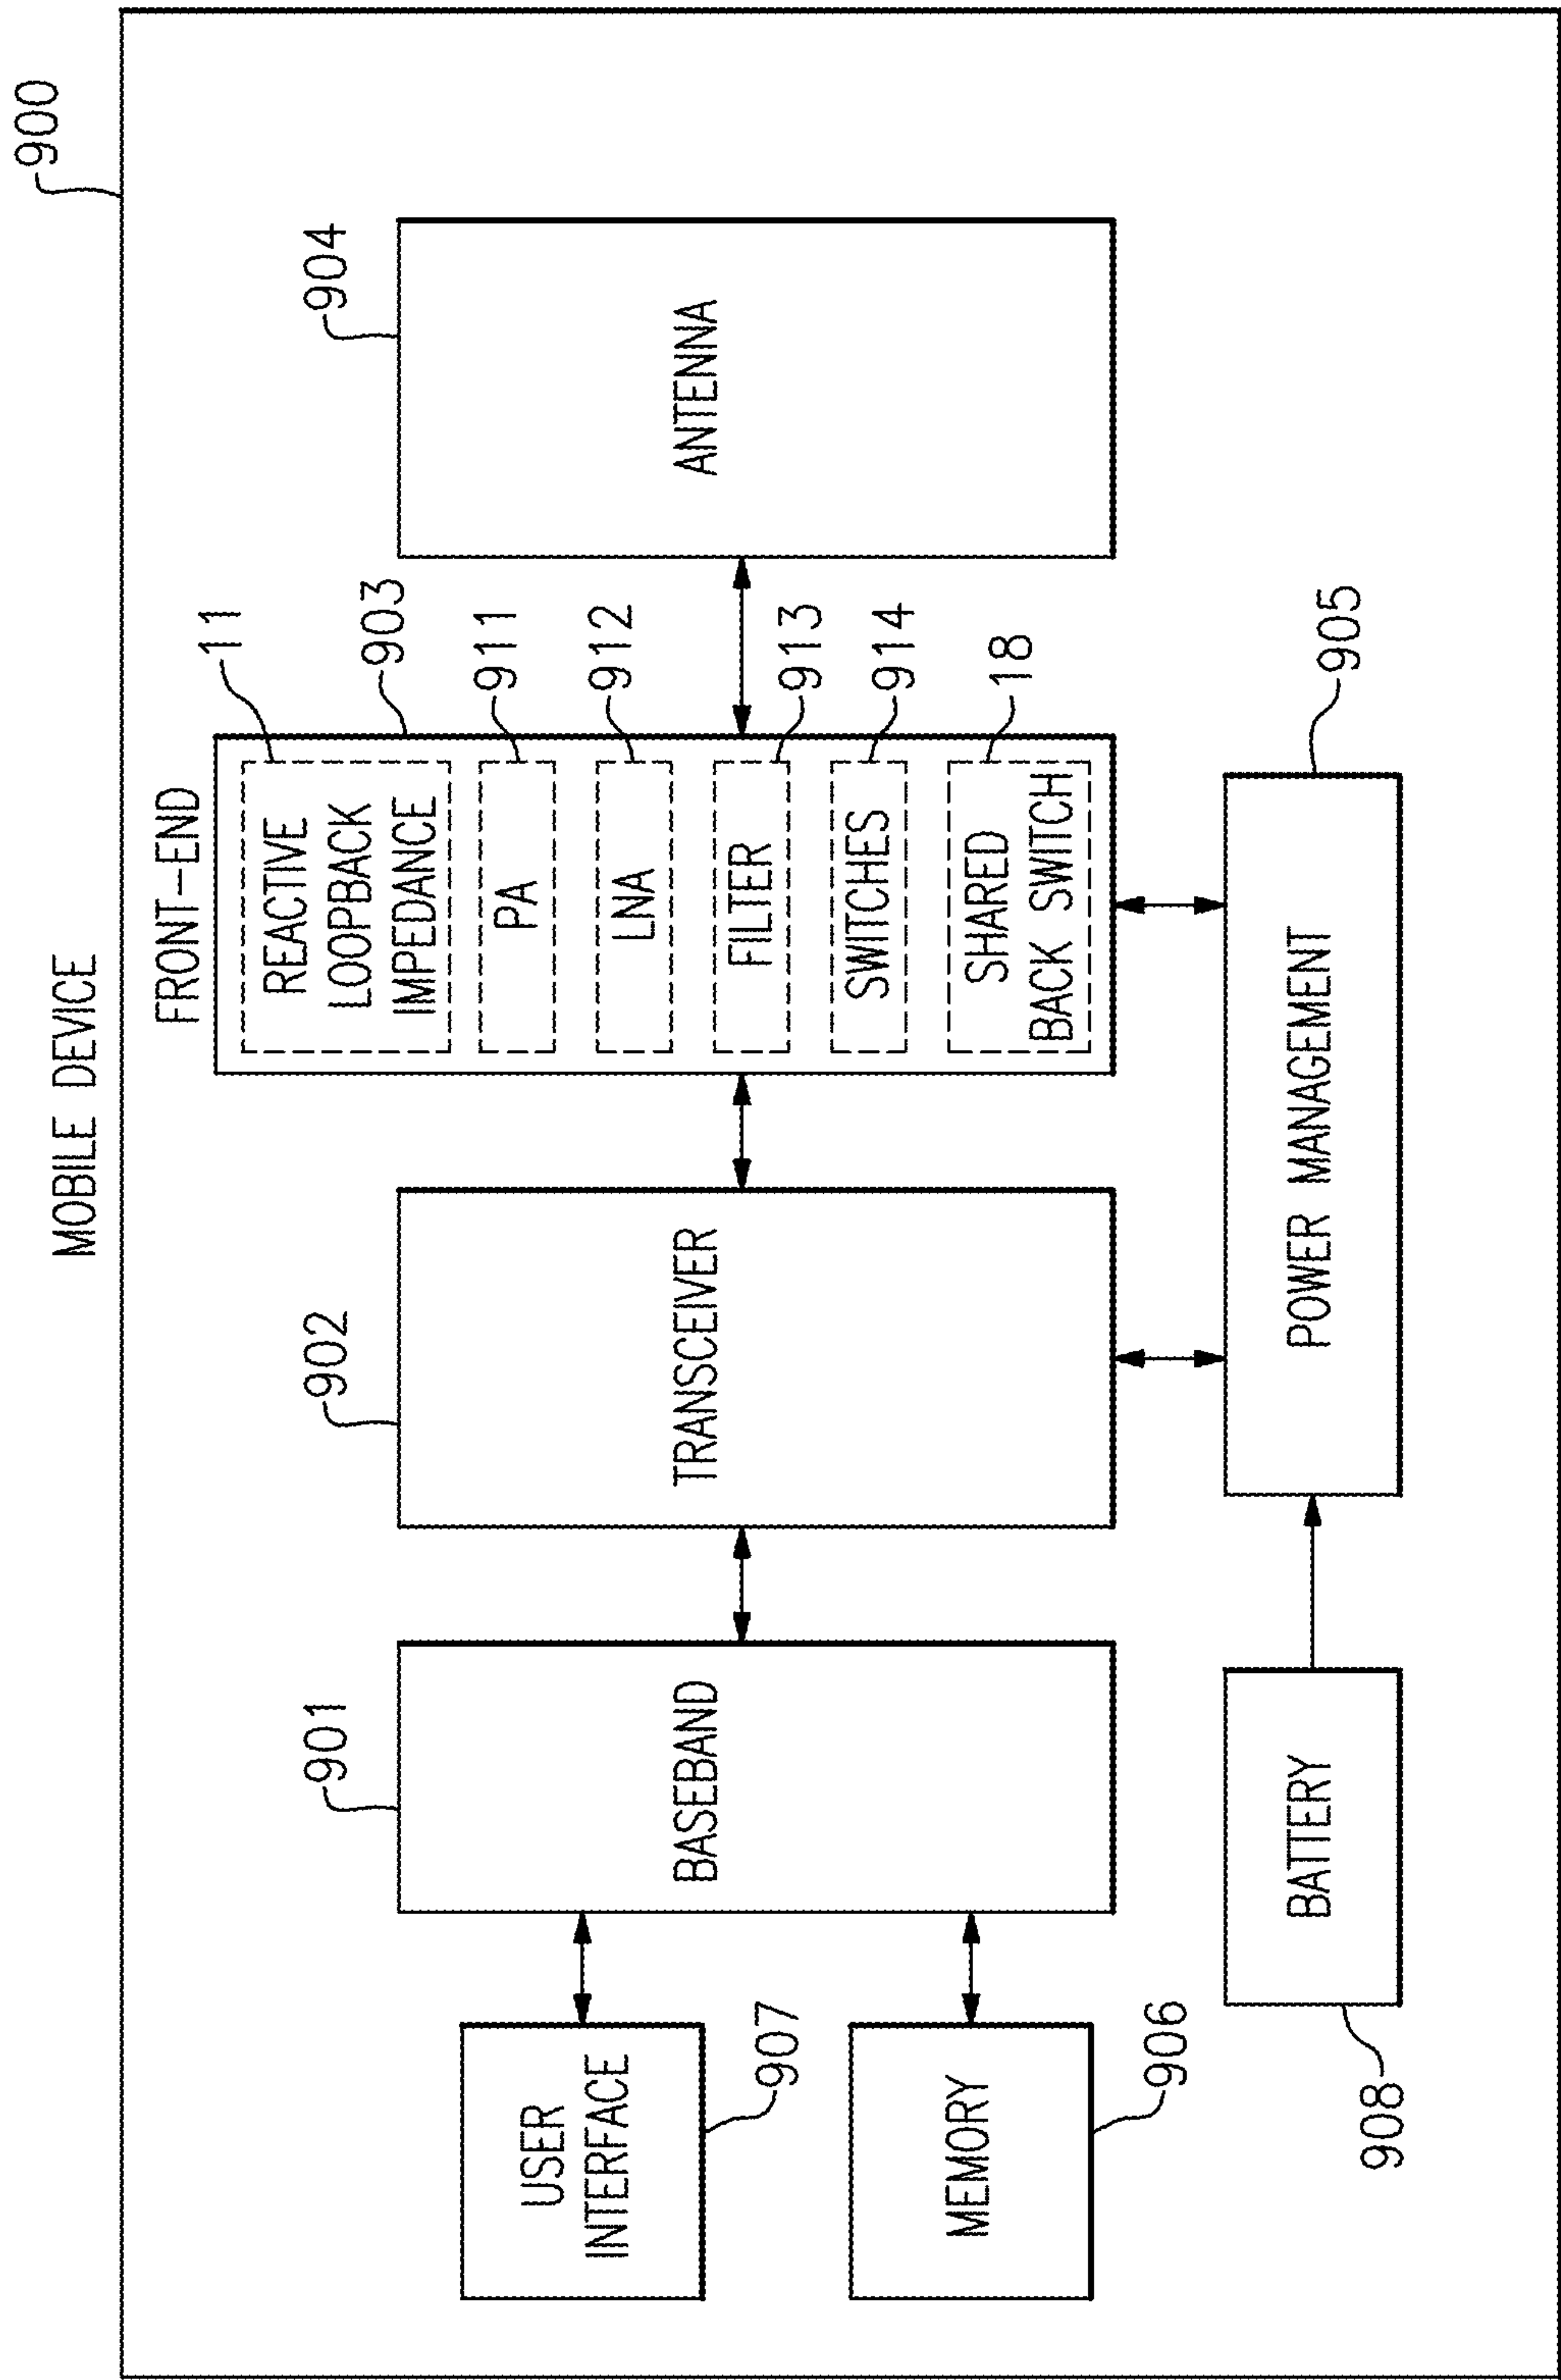 MOBILE DEVICE
900
FRONT-END
11
REACTIVE
LOOPBACK
IMPEDANCE
903
901
902
904
911
PA
912
LNA
USER
INTERFACE
907
BASEBAND
TRANSCEIVER
FILTER
913
ANTENNA
SWITCHES
914
MEMORY
906
SHARED
BACK SWITCH
18
BATTERY
908
POWER MANAGEMENT
905